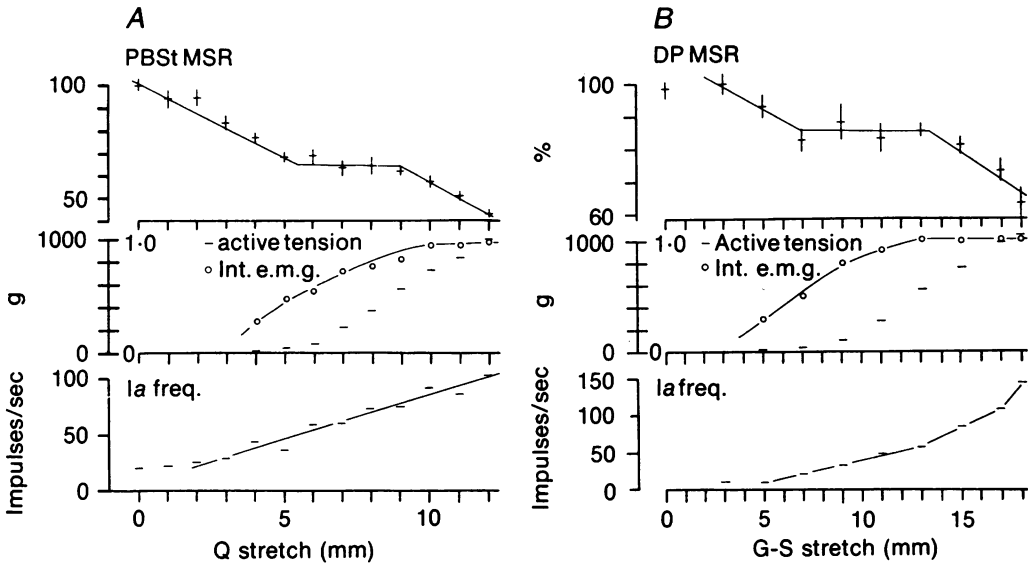 A
PBSt MSR
100
50
1000
g
0
1·0
0
– active tension
○ Int. e.m.g.
100
50
0
Impulses/sec
Ia freq.
0 5 10
Q stretch (mm)
B
DP MSR
100
%
60
1000
g
0
1·0
0
– Active tension
○ Int. e.m.g.
150
100
50
0
Impulses/sec
Ia freq.
0 5 10 15
G-S stretch (mm)